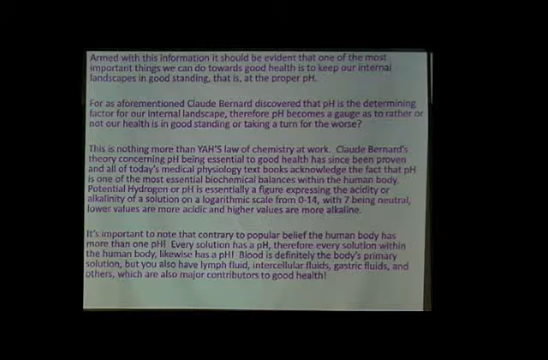 Armed with this information it should be evident that one of the most
important things we can do towards good health is to keep our internal
landscapes in good standing, that is, at the proper pH.
For as aforementioned Claude Bernard discovered that pH is the determining
factor for our internal landscape, therefore pH becomes a gauge as to rather or
not our health is in good standing or taking a turn for the worse?
This is nothing more than YAH'S law of chemistry at work. Claude Bernard's
theory concerning pH being essential to good health has since been proven
and all of today's medical physiology text books acknowledge the fact that pH
is one of the most essential biochemical balances within the human body.
Potential Hydrogen or pH is essentially a figure expressing the acidity or
alkalinity of a solution on a logarithmic scale from 0-14, with 7 being neutral,
lower values are more acidic and higher values are more alkaline.
It's important to note that contrary to popular belief the human body has
more than one pH! Every solution has a pH, therefore every solution within
the human body, likewise has a pH! Blood is definitely the body's primary
solution, but you also have lymph fluid, intercellular fluids, gastric fluids, and
others, which are also major contributors to good health!